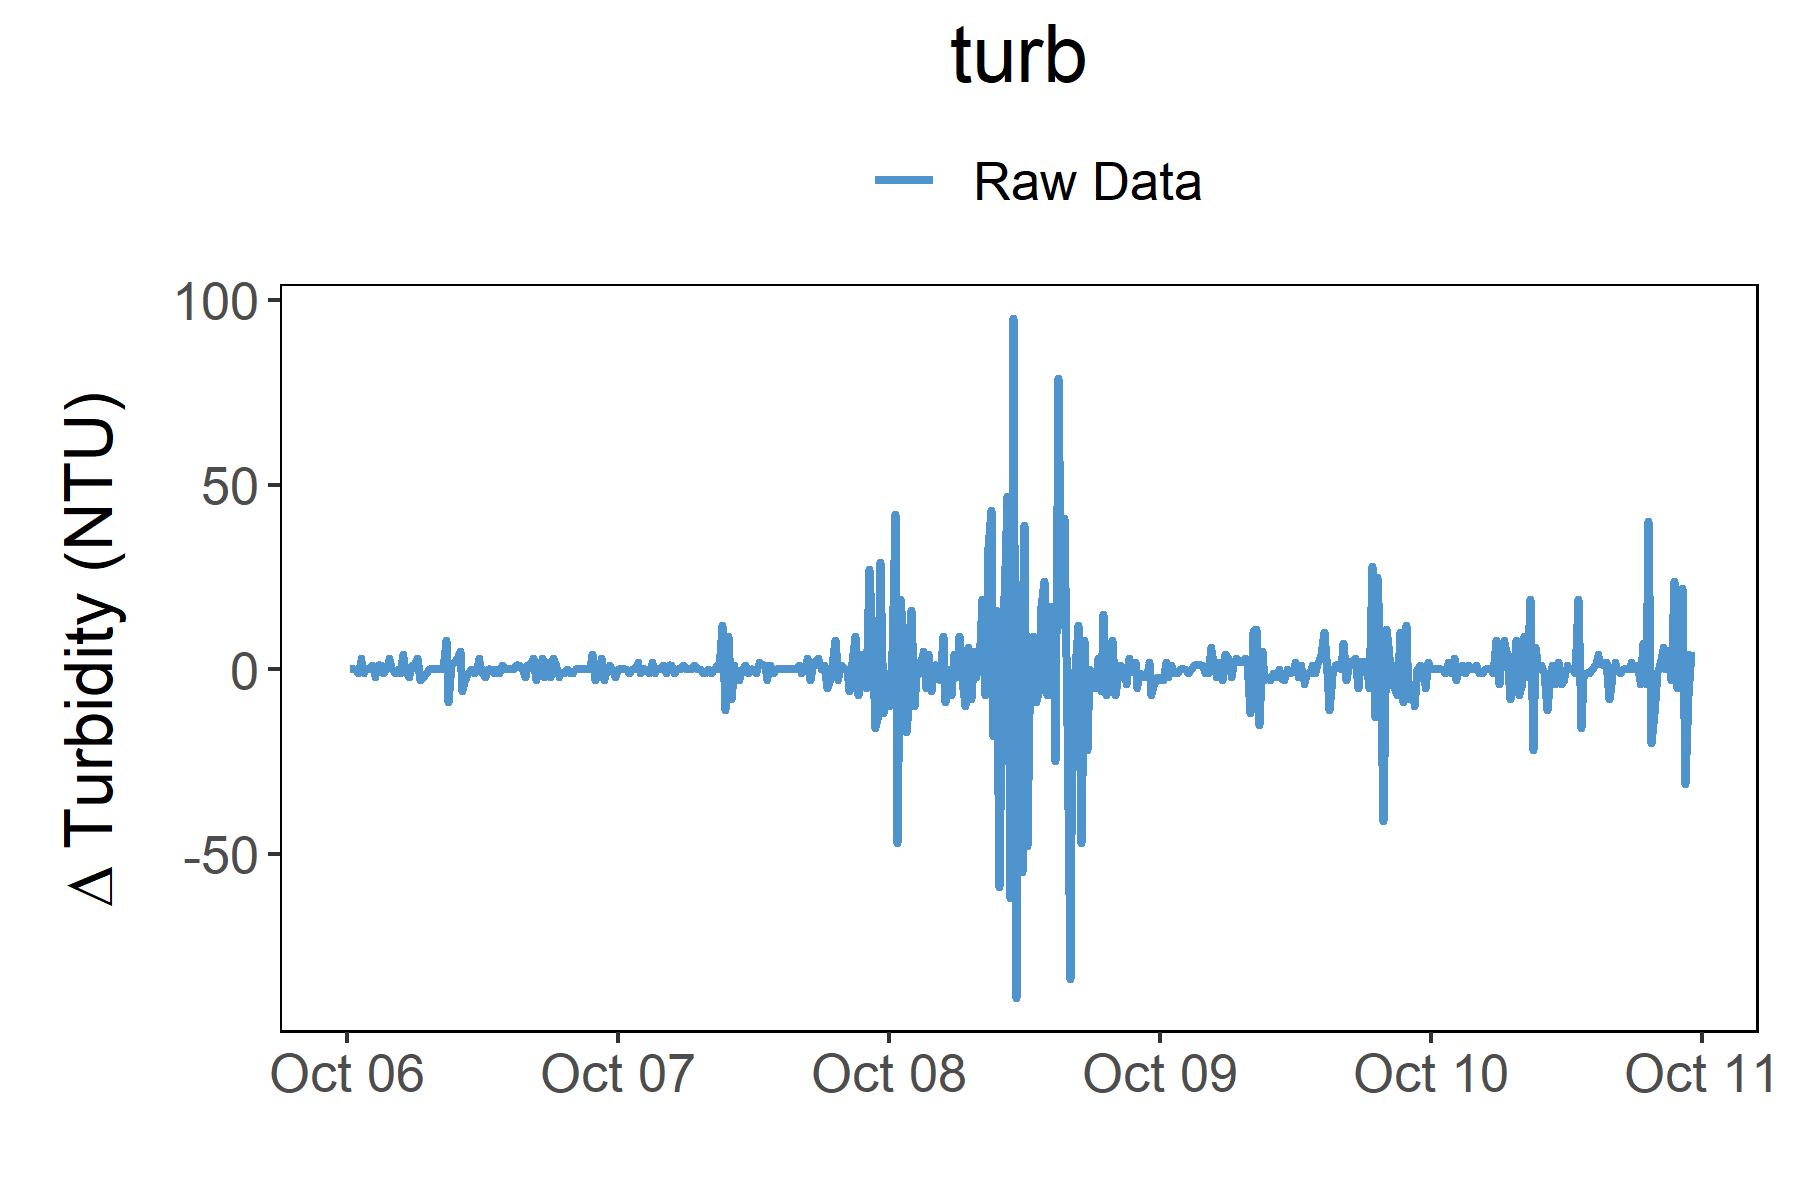 turb
Raw Data
Δ Turbidity (NTU)
100
50
0
-50
Oct 06 Oct 07 Oct 08 Oct 09 Oct 10 Oct 11